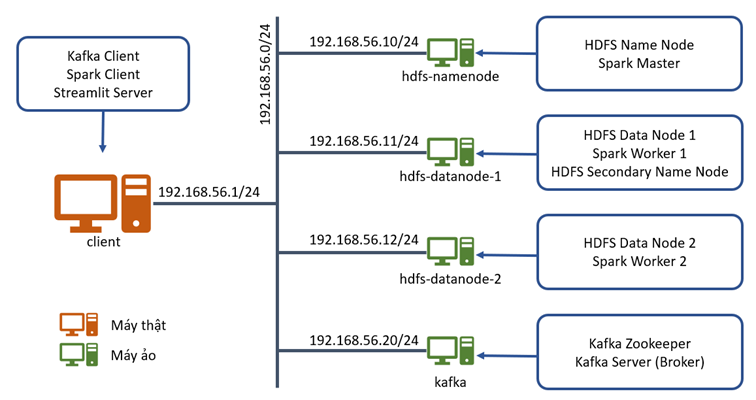 Kafka Client
Spark Client
Streamlit Server
192.168.56.1/24
client
Máy thật
Máy ảo
192.168.56.0/24
192.168.56.10/24
hdfs-namenode
HDFS Name Node
Spark Master
192.168.56.11/24
hdfs-datanode-1
HDFS Data Node 1
Spark Worker 1
HDFS Secondary Name Node
192.168.56.12/24
hdfs-datanode-2
HDFS Data Node 2
Spark Worker 2
192.168.56.20/24
kafka
Kafka Zookeeper
Kafka Server (Broker)